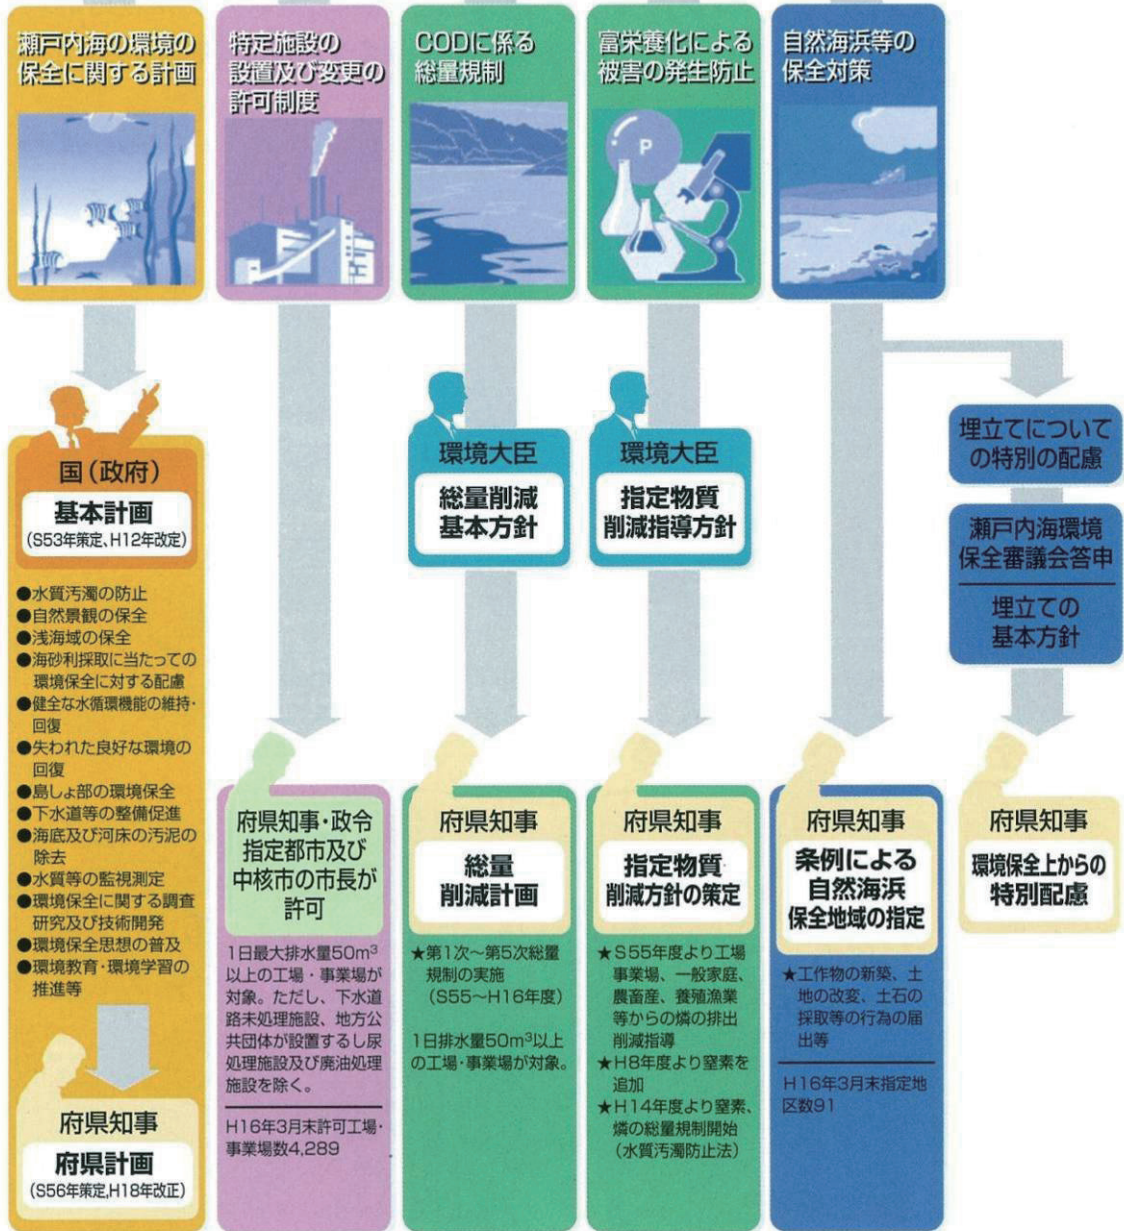 瀬戸内海の環境の
保全に関する計画
特定施設の
設置及び変更の
許可制度
CODに係る
総量規制
富栄養化による
被害の発生防止
P
自然海浜等の
保全対策
国(政府)
基本計画
(S53年策定、H12年改定)
●水質汚濁の防止
●自然景観の保全
●浅海域の保全
●海砂利採取に当たっての
環境保全に対する配慮
●健全な水循環機能の維持・
回復
●失われた良好な環境の
回復
●島しょ部の環境保全
●下水道等の整備促進
●海底及び河床の汚泥の
除去
●水質等の監視測定
●環境保全に関する調査
研究及び技術開発
●環境保全思想の普及
●環境教育・環境学習の
推進等
府県知事
府県計画
(S56年策定,H18年改正)
府県知事・政令
指定都市及び
中核市の市長が
許可
1日最大排水量50m³
以上の工場・事業場が
対象。ただし、下水道
路未処理施設、地方公
共団体が設置するし尿
処理施設及び廃油処理
施設を除く。
H16年3月末許可工場・
事業場数4,289
環境大臣
総量削減
基本方針
府県知事
総量
削減計画
★第1次~第5次総量
規制の実施
(S55~H16年度)
1日排水量50m³以上
の工場・事業場が対象。
環境大臣
指定物質
削減指導方針
府県知事
指定物質
削減方針の策定
★S55年度より工場
事業場、一般家庭、
農畜産、養殖漁業
等からの燐の排出
削減指導
★H8年度より窒素を
追加
★H14年度より窒素、
燐の総量規制開始
(水質汚濁防止法)
府県知事
条例による
自然海浜
保全地域の指定
★工作物の新築、土
地の改変、土石の
採取等の行為の届
出等
H16年3月末指定地
区数91
埋立てについて
の特別の配慮
瀬戸内海環境
保全審議会答申
埋立ての
基本方針
府県知事
環境保全上からの
特別配慮